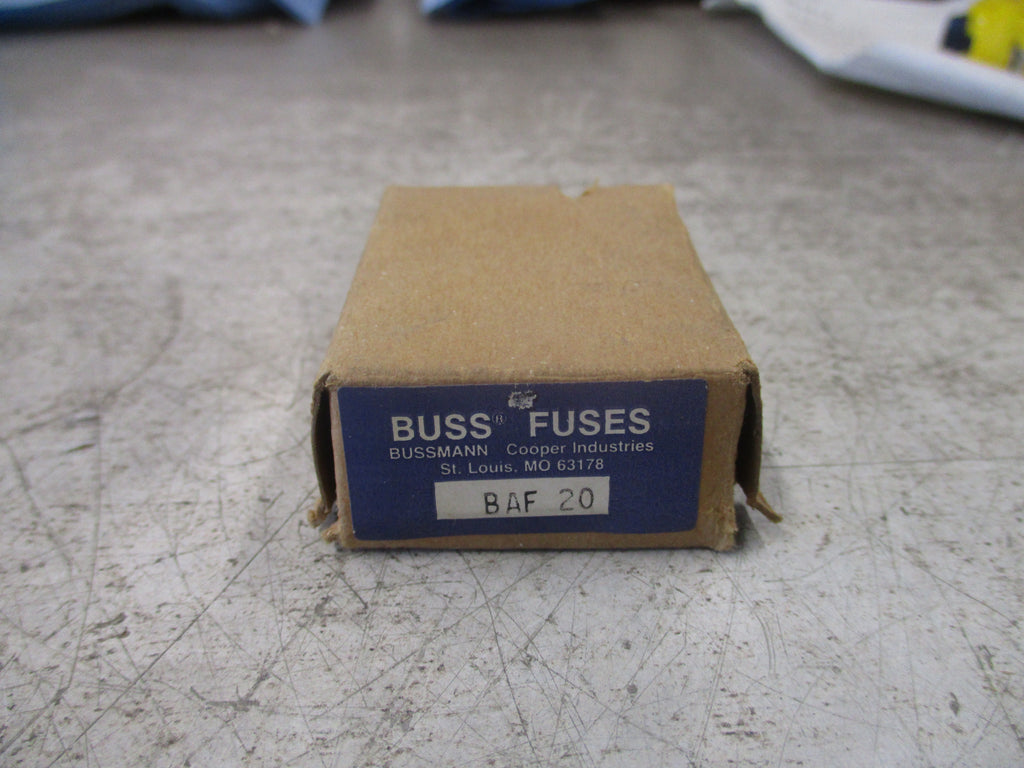 BUSS® FUSES
BUSSMANN Cooper Industries
St. Louis, MO 63178
BAF 20